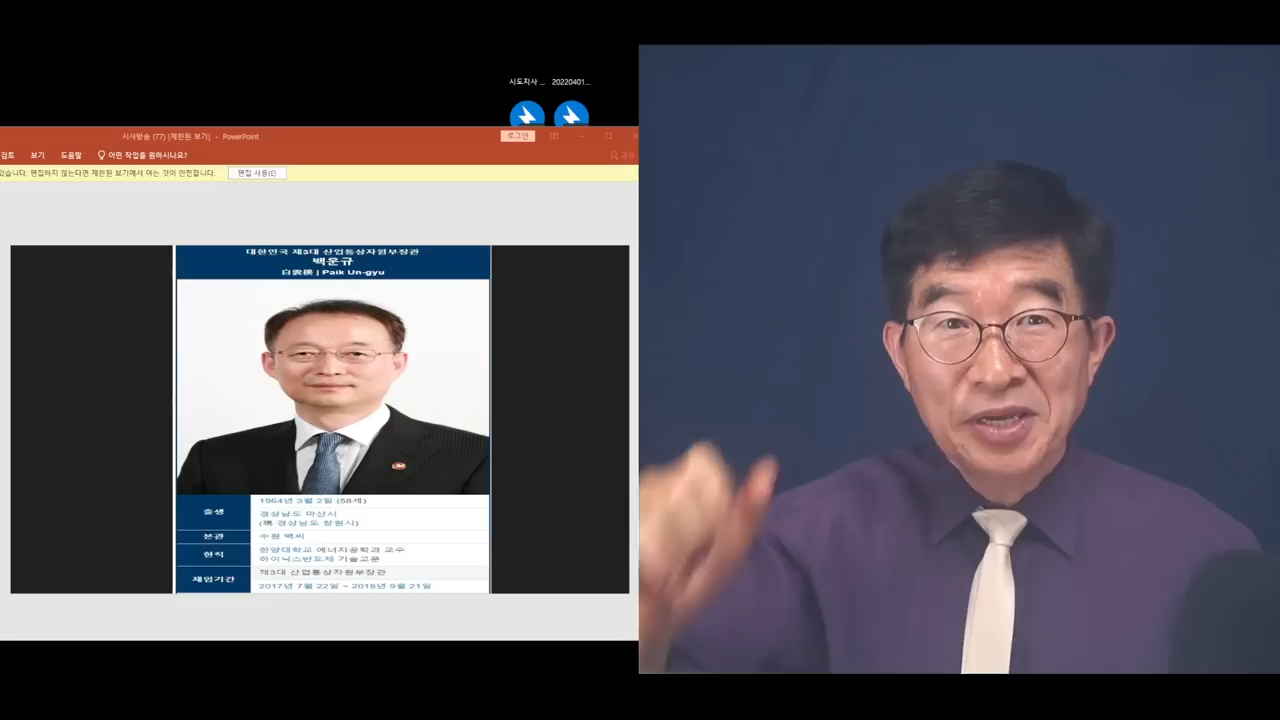 시도지사 ... 20220401...
시사방송 (77) [제한된 보기] - PowerPoint
로그인
검토 보기 도움말 어떤 작업을 원하시나요? 공유
있습니다. 편집하지 않는다면 제한된 보기에서 여는 것이 안전합니다. 편집 사용(E)
대한민국 제3대 산업통상자원부장관
백운규
白雲揆 | Paik Un-gyu
출생 1964년 3월 2일 (58세)
경상남도 마산시
(現 경상남도 창원시)
본관 수원 백씨
현직 한양대학교 에너지공학과 교수
하이닉스반도체 기술고문
재임기간 제3대 산업통상자원부장관
2017년 7월 22일 ~ 2018년 9월 21일